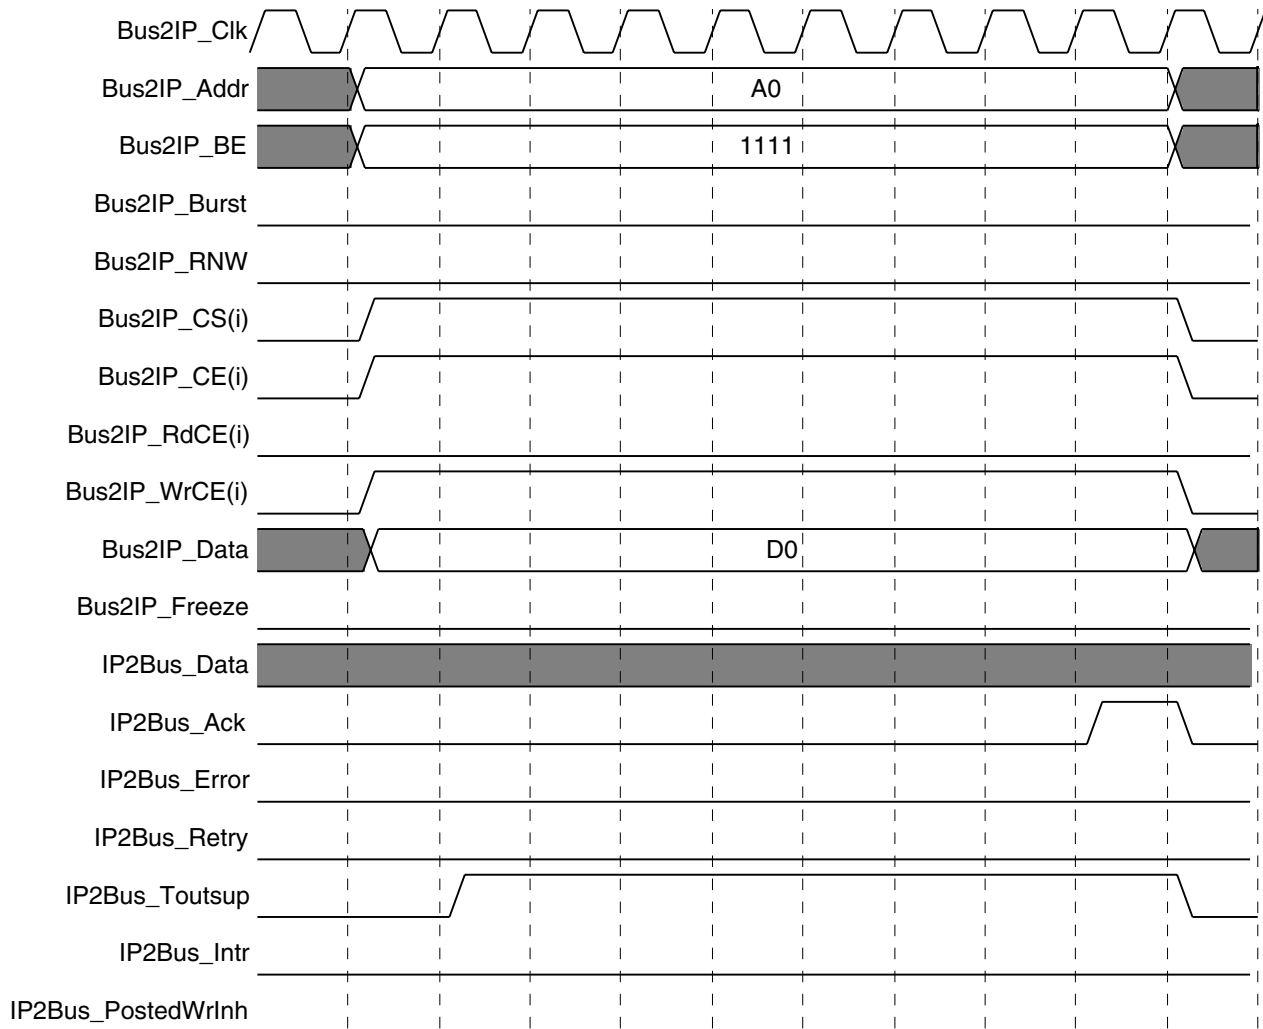 Bus2IP_Clk
Bus2IP_Addr A0
Bus2IP_BE 1111
Bus2IP_Burst
Bus2IP_RNW
Bus2IP_CS(i)
Bus2IP_CE(i)
Bus2IP_RdCE(i)
Bus2IP_WrCE(i)
Bus2IP_Data D0
Bus2IP_Freeze
IP2Bus_Data
IP2Bus_Ack
IP2Bus_Error
IP2Bus_Retry
IP2Bus_Toutsup
IP2Bus_Intr
IP2Bus_PostedWrInh